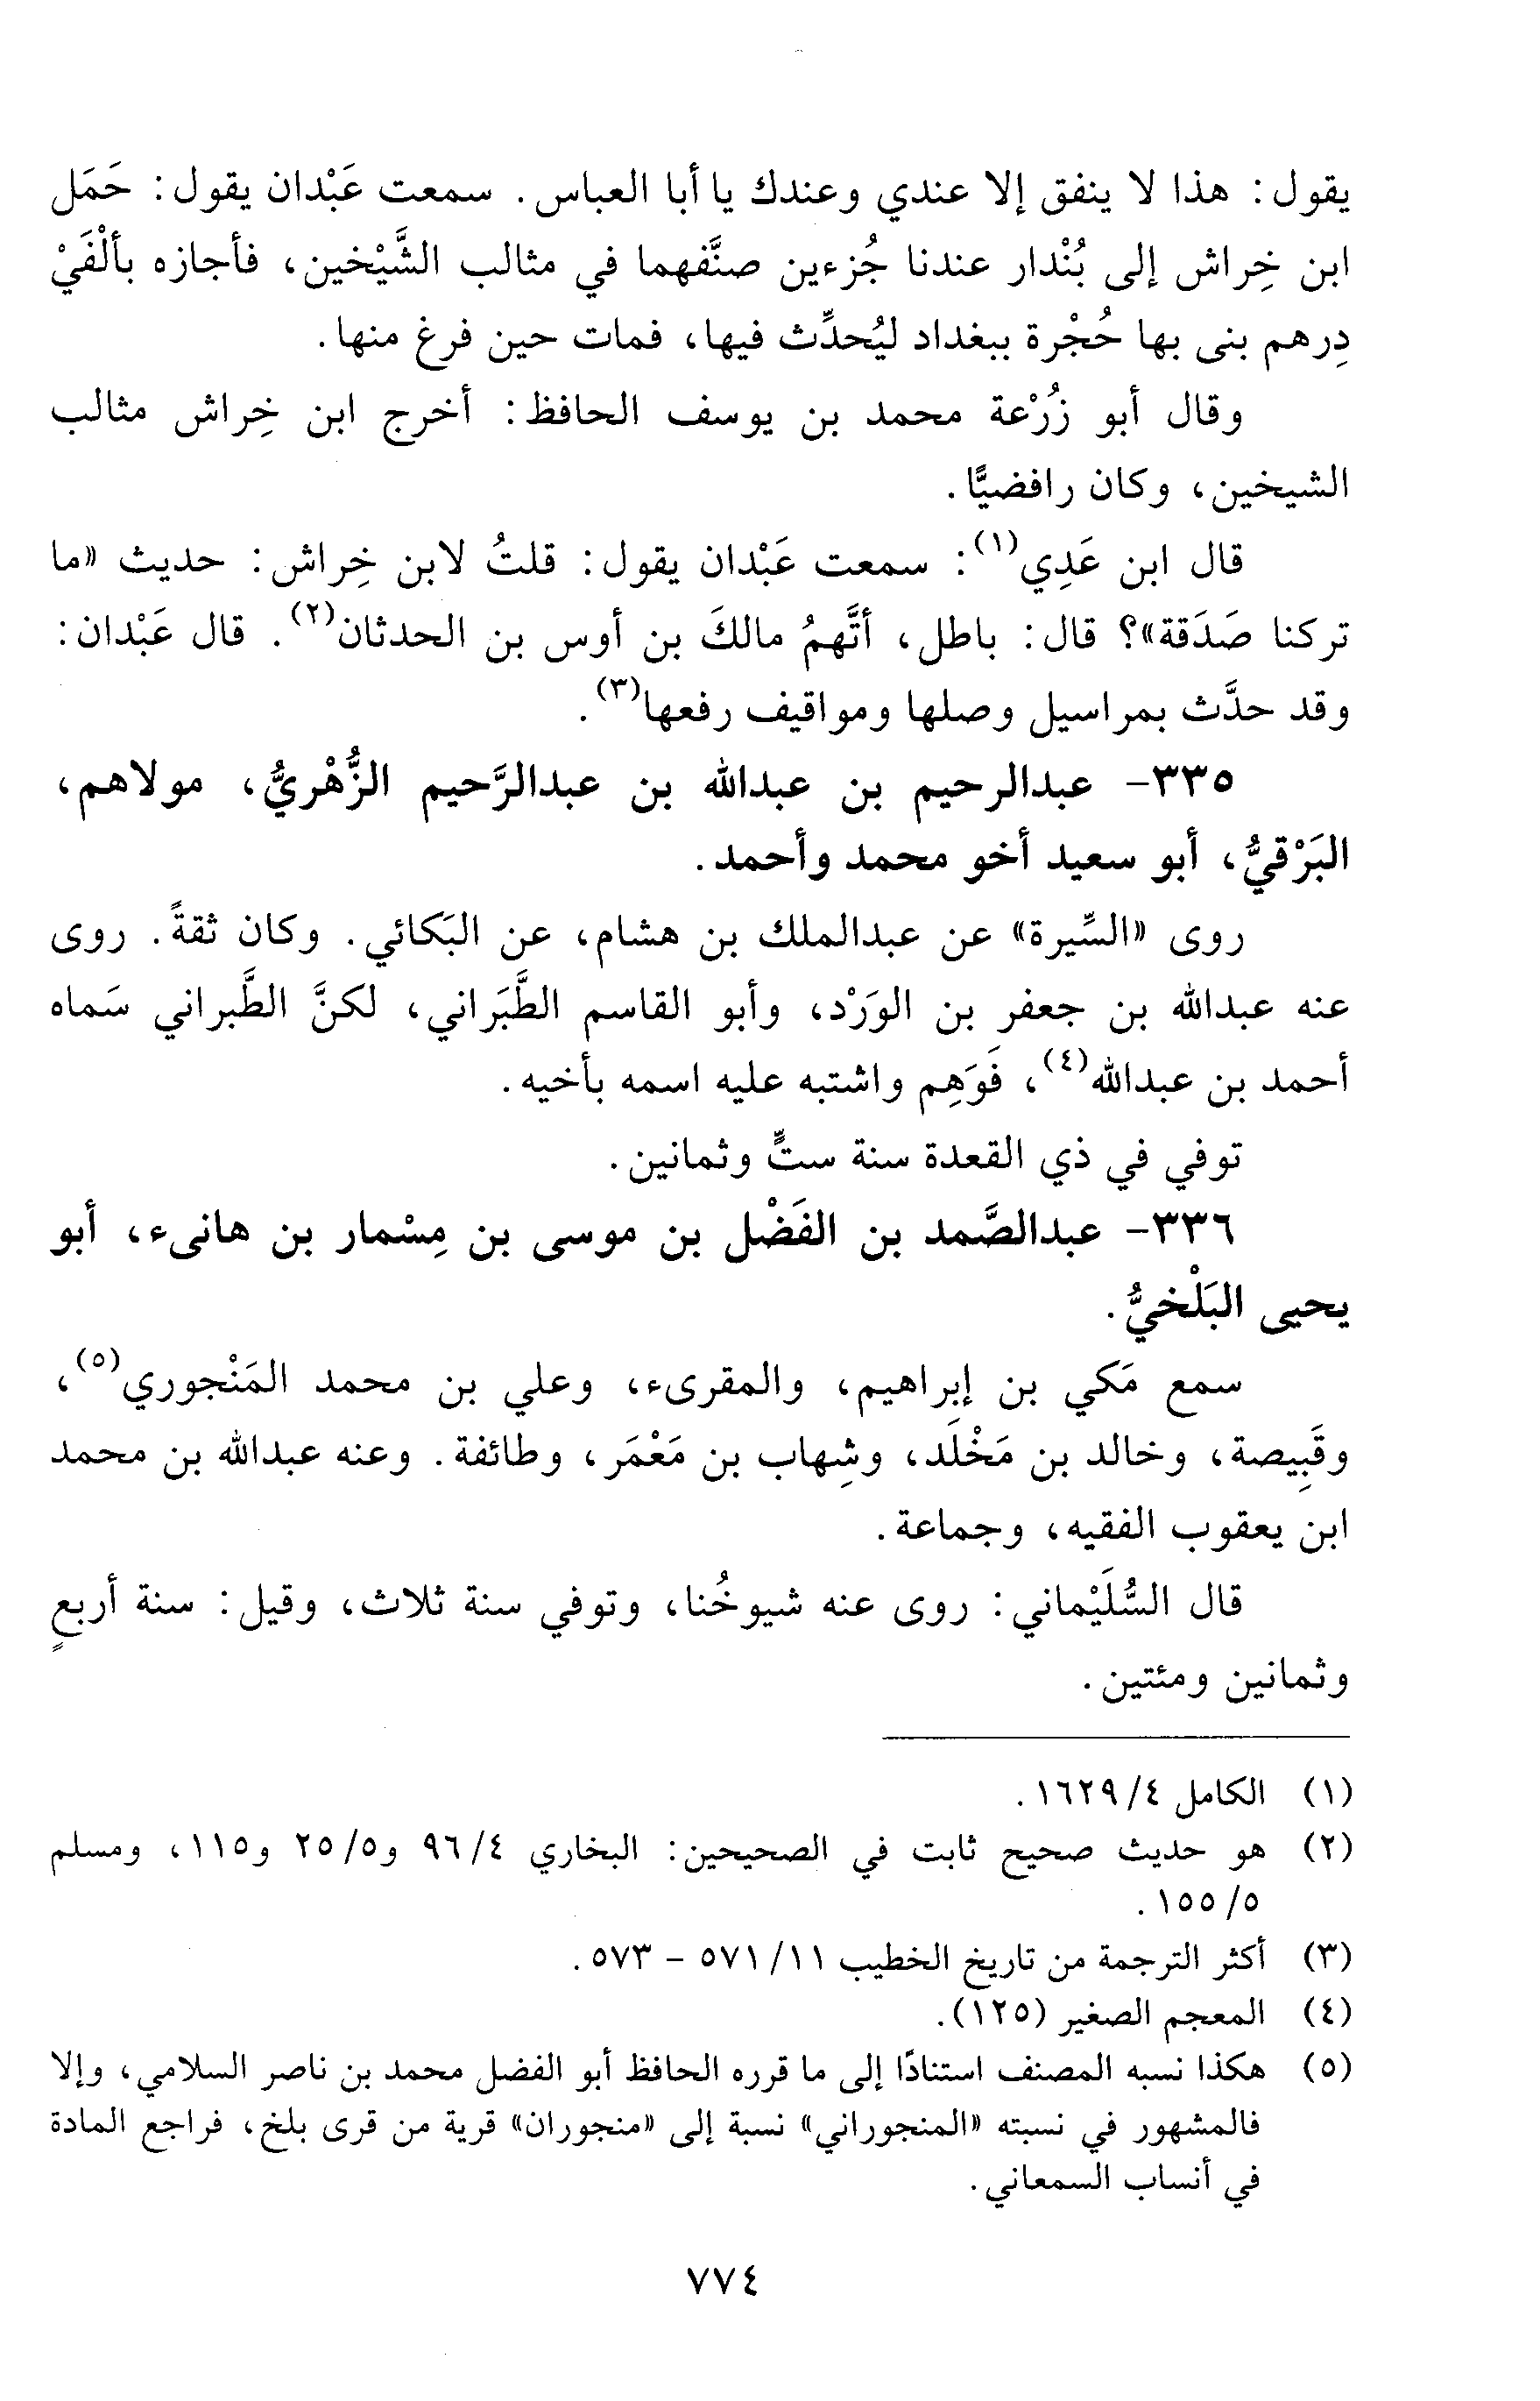 يقول: هذا لا ينفق إلا عندي وعندك يا أبا العباس. سمعت عَبْدان يقول: حَمَل
ابن خِراش إلى بُنْدار عندنا جُزءين صنَّفهما في مثالب الشَّيْخين، فأجازه بألْفَيْ
دِرهم بنى بها حُجْرة ببغداد ليُحدِّث فيها، فمات حين فرغ منها.
وقال أبو زُرْعة محمد بن يوسف الحافظ: أخرج ابن خِراش مثالب
الشيخين، وكان رافضيًّا.
قال ابن عَدِي(١): سمعت عَبْدان يقول: قلتُ لابن خِراش: حديث «ما
تركنا صَدَقة»؟ قال: باطل، أتَّهمُ مالكَ بن أوس بن الحدثان(٢). قال عَبْدان:
وقد حدَّث بمراسيل وصلها ومواقيف رفعها(٣).
٣٣٥- عبدالرحيم بن عبدالله بن عبدالرَّحيم الزُّهْريُّ، مولاهم،
البَرْقيُّ، أبو سعيد أخو محمد وأحمد.
روى «السِّيرة» عن عبدالملك بن هشام، عن البَكائي. وكان ثقةً. روى
عنه عبدالله بن جعفر بن الوَرْد، وأبو القاسم الطَّبَراني، لكنَّ الطَّبراني سَماه
أحمد بن عبدالله(٤)، فَوَهِم واشتبه عليه اسمه بأخيه.
توفي في ذي القعدة سنة ستٍّ وثمانين.
٣٣٦- عبدالصَّمد بن الفَضْل بن موسى بن مِسْمار بن هانىء، أبو
يحيى البَلْخيُّ.
سمع مَكي بن إبراهيم، والمقرىء، وعلي بن محمد المَنْجوري(٥)،
وقَبِيصة، وخالد بن مَخْلَد، وشِهاب بن مَعْمَر، وطائفة. وعنه عبدالله بن محمد
ابن يعقوب الفقيه، وجماعة.
قال السُّلَيْماني: روى عنه شيوخُنا، وتوفي سنة ثلاث، وقيل: سنة أربعٍ
وثمانين ومئتين.
(١) الكامل ٤/ ١٦٢٩.
(٢) هو حديث صحيح ثابت في الصحيحين: البخاري ٤/ ٩٦ و٥/ ٢٥ و١١٥، ومسلم
٥/ ١٥٥.
(٣) أكثر الترجمة من تاريخ الخطيب ١١/ ٥٧١ - ٥٧٣.
(٤) المعجم الصغير (١٢٥).
(٥) هكذا نسبه المصنف استنادًا إلى ما قرره الحافظ أبو الفضل محمد بن ناصر السلامي، وإلا
فالمشهور في نسبته «المنجوراني» نسبة إلى «منجوران» قرية من قرى بلخ، فراجع المادة
في أنساب السمعاني.
٧٧٤